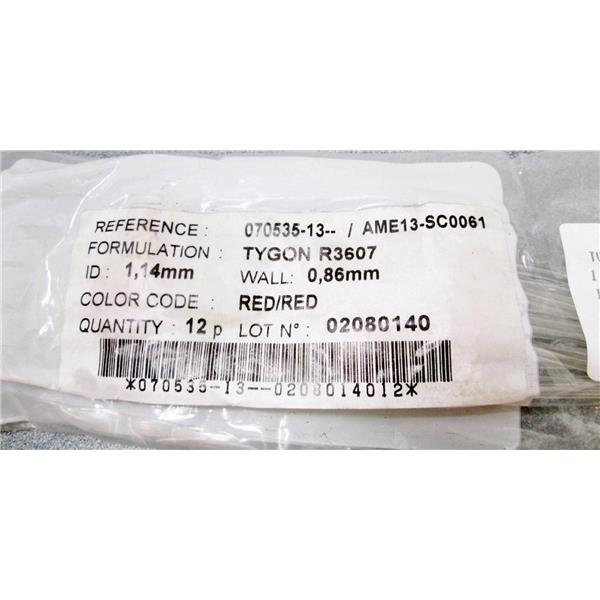 REFERENCE : 070535-13-- / AME13-SC0061
FORMULATION : TYGON R3607
ID : 1,14mm WALL: 0,86mm
COLOR CODE : RED/RED
QUANTITY : 12 p LOT N° : 02080140
*070535-13--0208014012*